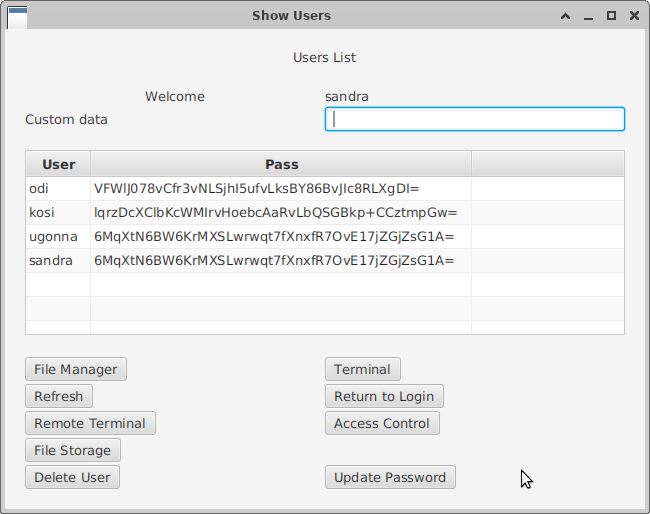 Show Users
Users List
Welcome sandra
Custom data
User Pass
odi VFWIJ078vCfr3vNLSjhI5ufvLksBY86BvJIc8RLXgDI=
kosi lqrzDcXClbKcWMIrvHoebcAaRvLbQSGBkp+CCztmpGw=
ugonna 6MqXtN6BW6KrMXSLwrwqt7fXnxfR7OvE17jZGjZsG1A=
sandra 6MqXtN6BW6KrMXSLwrwqt7fXnxfR7OvE17jZGjZsG1A=
File Manager Terminal
Refresh Return to Login
Remote Terminal Access Control
File Storage
Delete User Update Password